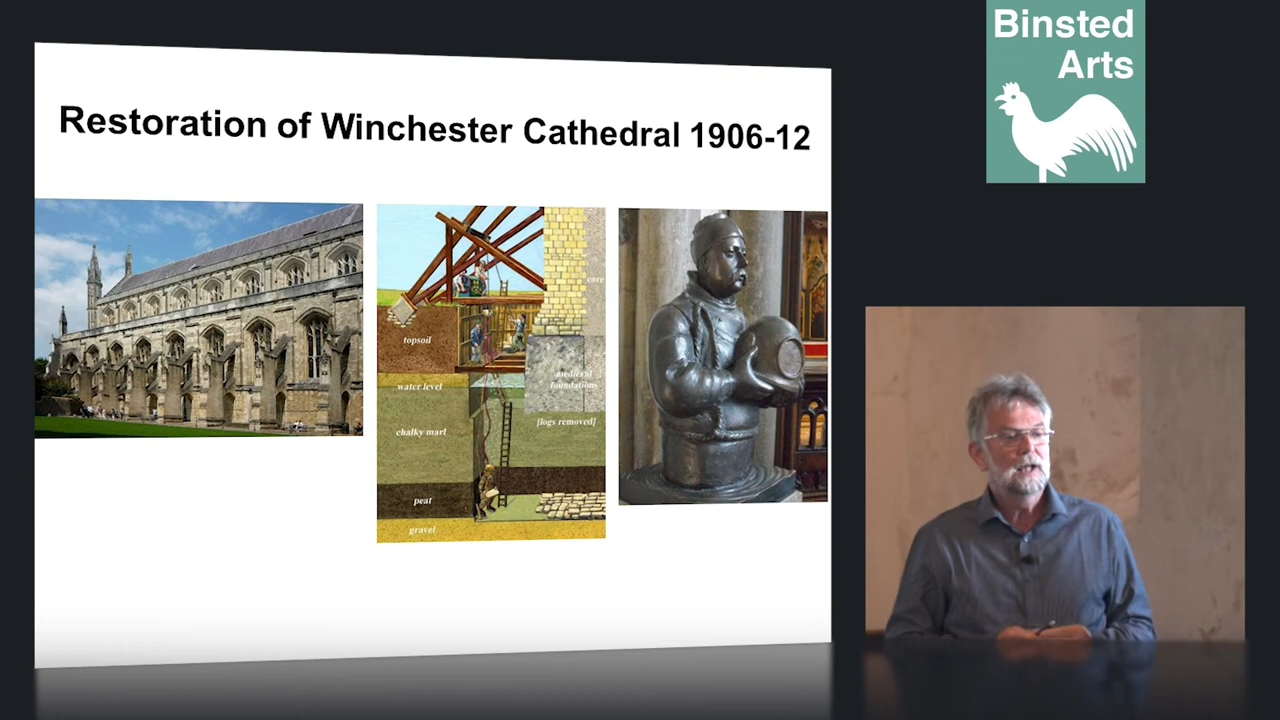 Restoration of Winchester Cathedral 1906-12
core
topsoil
medieval
foundations
water level
[logs removed]
chalky marl
peat
gravel
Binsted
Arts